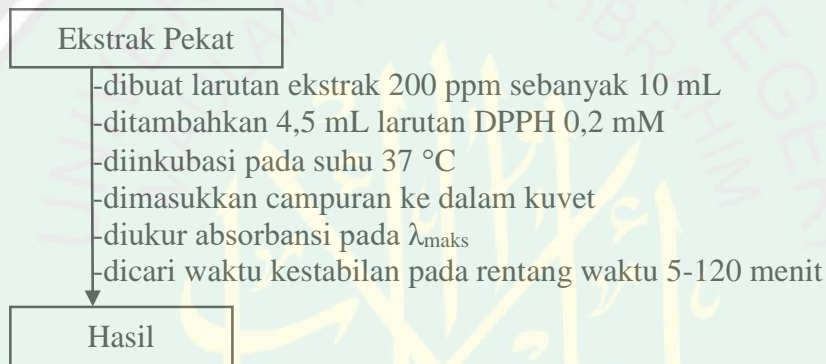 Ekstrak Pekat
-dibuat larutan ekstrak 200 ppm sebanyak 10 mL
-ditambahkan 4,5 mL larutan DPPH 0,2 mM
-diinkubasi pada suhu 37 °C
-dimasukkan campuran ke dalam kuvet
-diukur absorbansi pada λmaks
-dicari waktu kestabilan pada rentang waktu 5-120 menit
Hasil